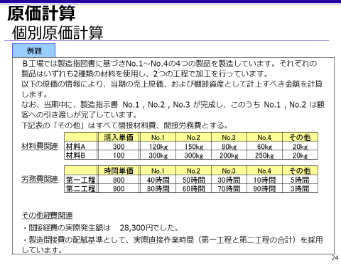 原価計算
個別原価計算
例題
B工場では製造指図書に基づきNo.1~No.4の4つの製品を製造しています。それぞれの
製品はいずれも2種類の材料を使用し、2つの工程で加工を行っています。
以下の原価の情報により、当期の売上原価、および棚卸資産として計上すべき金額を計算
します。
なお、当期中に、製造指示書 No.1, No.2, No.3 が完成し、このうち No.1, No.2 は顧
客への引き渡しが完了しています。
下記表の「その他」はすべて間接材料費、間接労務費とする。
購入単価 No.1 No.2 No.3 No.4 その他
材料費関連 材料A 300 120kg 150kg 80kg 60kg 20kg
材料B 100 300kg 300kg 200kg 250kg 20kg
時間単価 No.1 No.2 No.3 No.4 その他
労務費関連 第一工程 800 40時間 50時間 30時間 10時間 5時間
第二工程 900 80時間 60時間 70時間 90時間 3時間
その他経費関連
・間接経費の実際発生額は 28,300円でした。
・製造間接費の配賦基準として、実際直接作業時間(第一工程と第二工程の合計)を採用
しています。
24